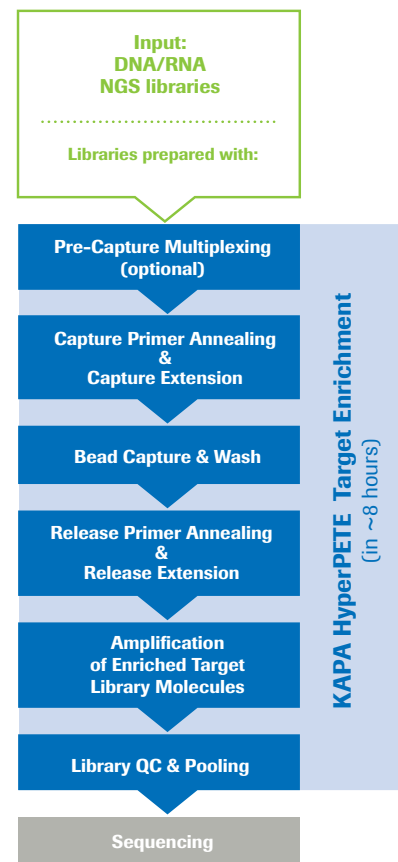 Input:
DNA/RNA
NGS libraries
Libraries prepared with:
Pre-Capture Multiplexing
(optional)
Capture Primer Annealing
&
Capture Extension
Bead Capture & Wash
Release Primer Annealing
&
Release Extension
Amplification
of Enriched Target
Library Molecules
Library QC & Pooling
KAPA HyperPETE Target Enrichment
(in ~8 hours)
Sequencing